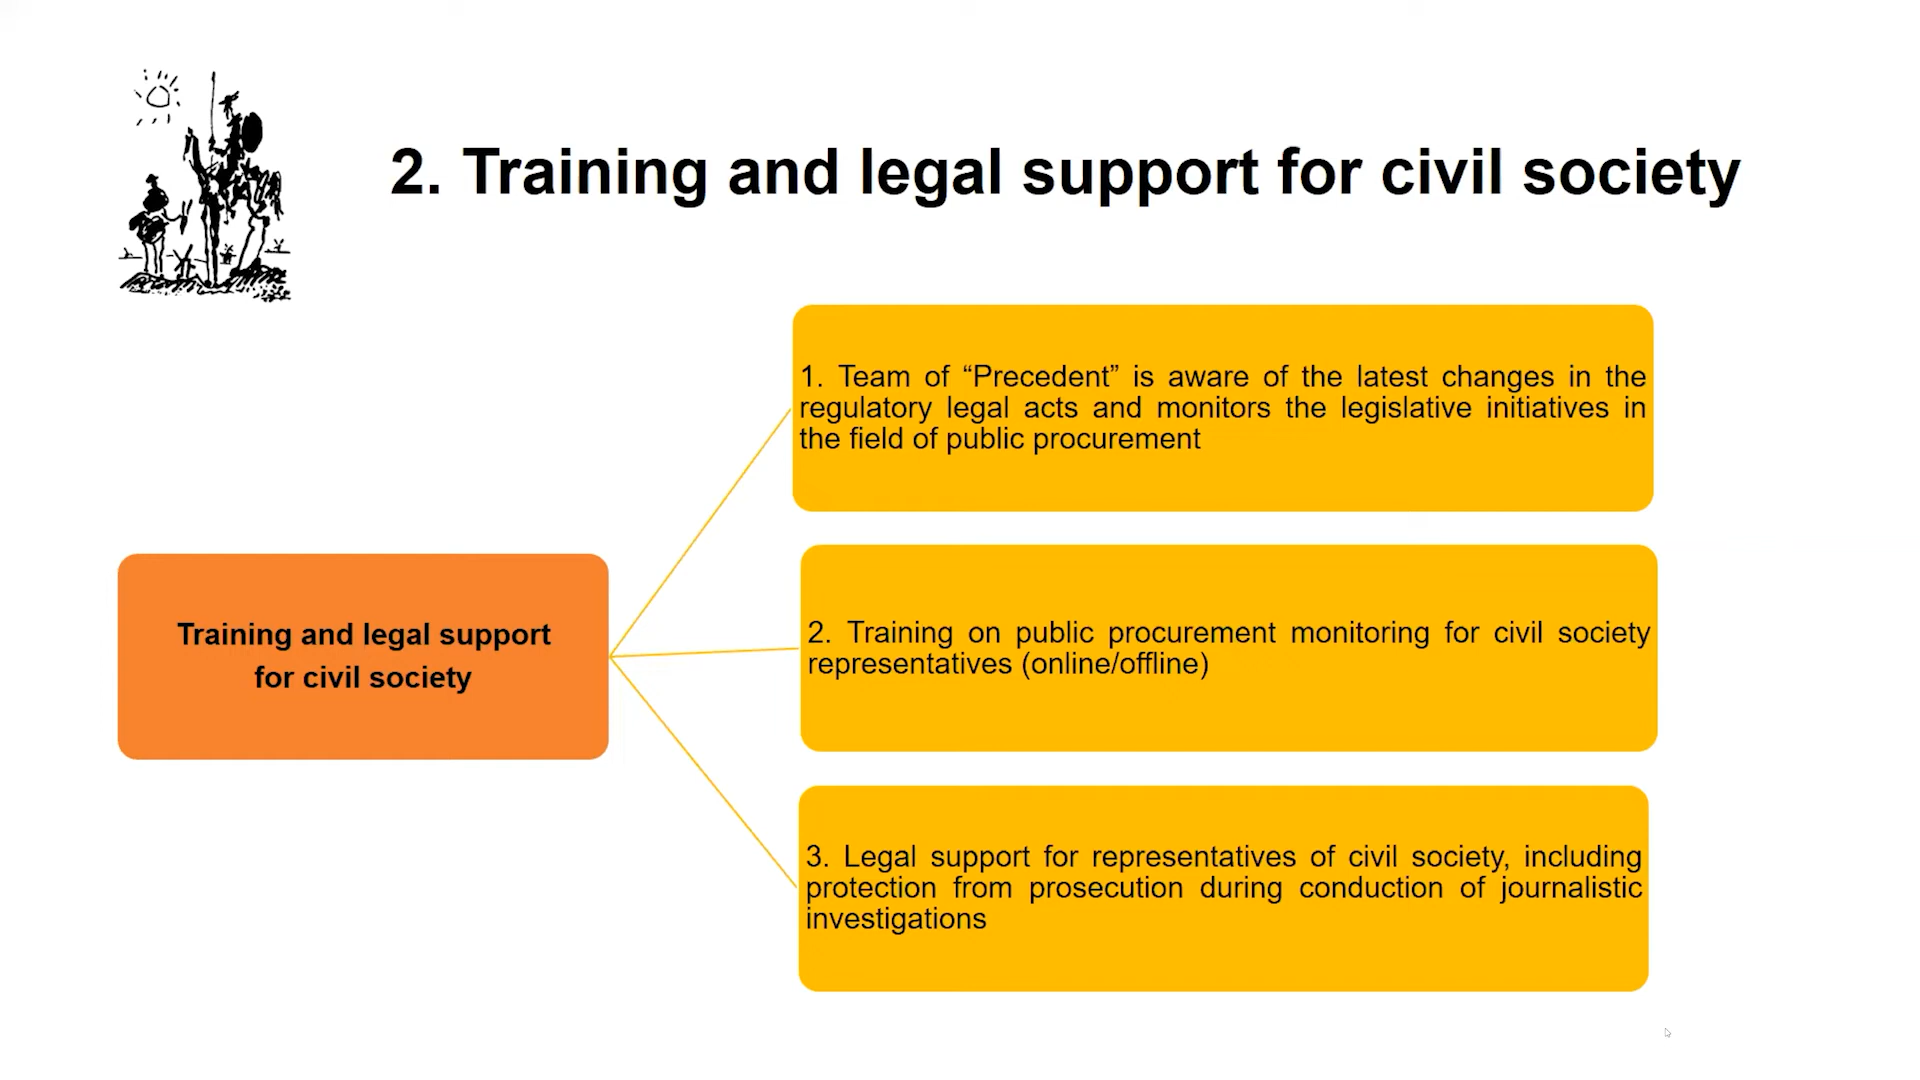 2. Training and legal support for civil society
Training and legal support
for civil society
1. Team of “Precedent” is aware of the latest changes in the
regulatory legal acts and monitors the legislative initiatives in
the field of public procurement
2. Training on public procurement monitoring for civil society
representatives (online/offline)
3. Legal support for representatives of civil society, including
protection from prosecution during conduction of journalistic
investigations